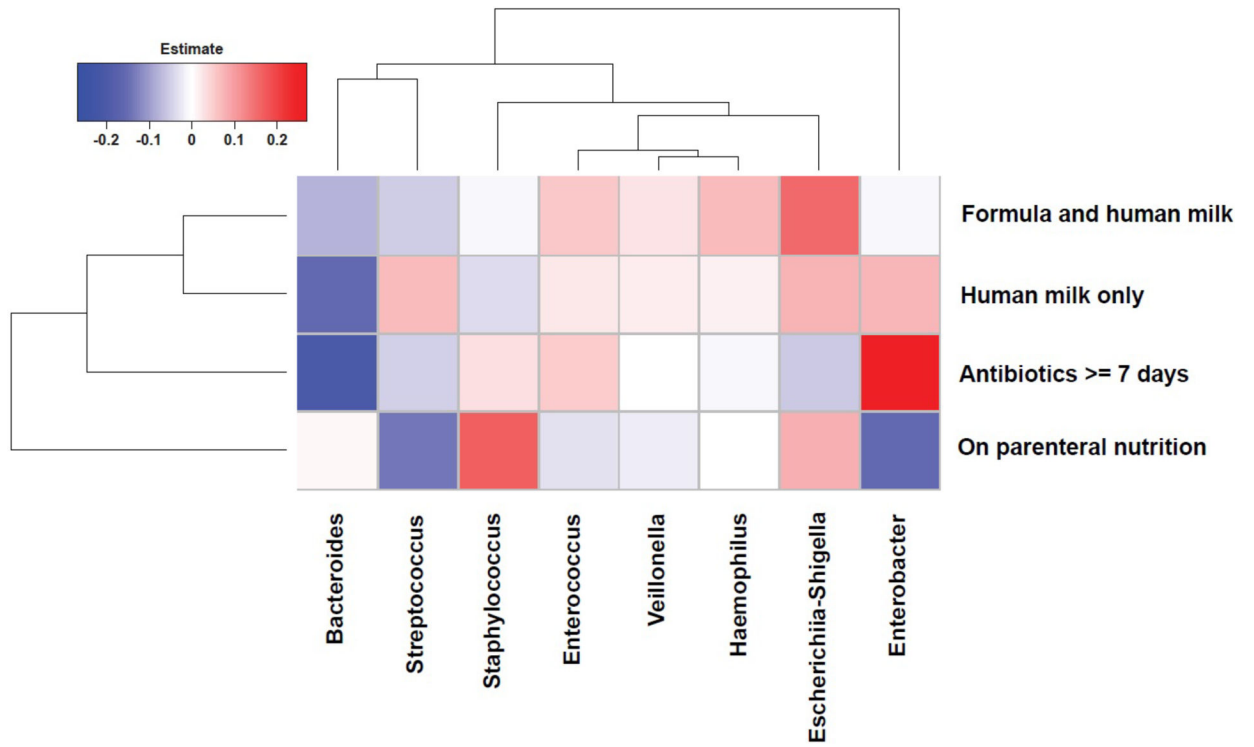 Estimate
-0.2 -0.1 0 0.1 0.2
Formula and human milk
Human milk only
Antibiotics >= 7 days
On parenteral nutrition
Bacteroides
Streptococcus
Staphylococcus
Enterococcus
Veillonella
Haemophilus
Escherichiia-Shigella
Enterobacter